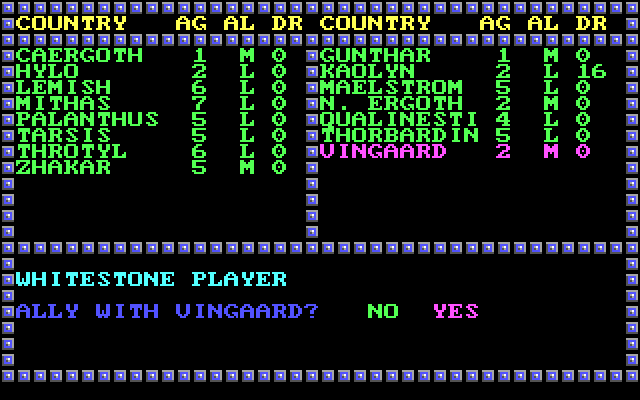 COUNTRY AG AL DR COUNTRY AG AL DR
CAERGOTH 1 M 0 GUNTHAR 1 M 0
HYLO 2 L 0 KAOLYN 2 L 16
LEMISH 6 L 0 MAELSTROM 5 L 0
MITHAS 7 L 0 N. ERGOTH 2 M 0
PALANTHUS 5 L 0 QUALINESTI 4 L 0
TARSIS 5 L 0 THORBARDIN 5 L 0
THROTYL 6 L 0 VINGAARD 2 M 0
ZHAKAR 5 M 0
WHITESTONE PLAYER
ALLY WITH VINGAARD? NO YES